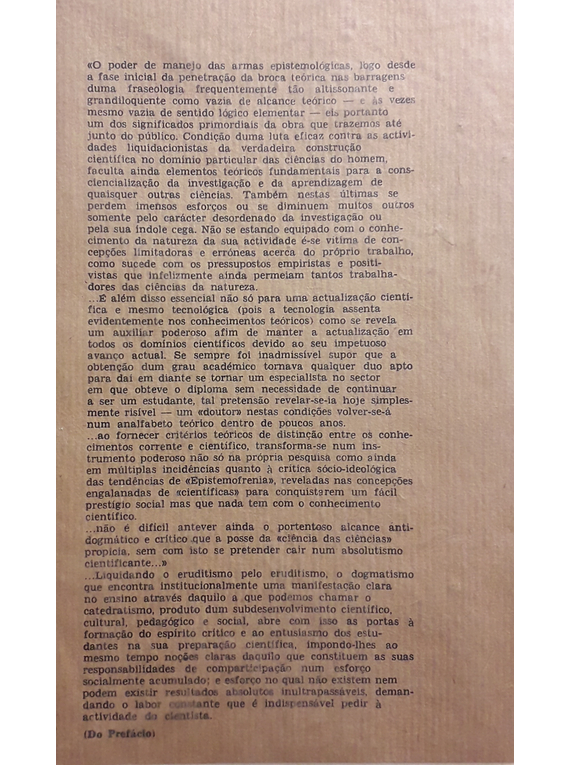 «O poder de manejo das armas epistemológicas, logo desde
a fase inicial da penetração da broca teórica nas barragens
duma fraseologia frequentemente tão altissonante e
grandiloquente como vazia de alcance teórico — e às vezes
mesmo vazia de sentido lógico elementar — eis portanto
um dos significados primordiais da obra que trazemos até
junto do público. Condição duma luta eficaz contra as activi-
dades liquidacionistas da verdadeira construção
científica no domínio particular das ciências do homem,
faculta ainda elementos teóricos fundamentais para a cons-
ciencialização da investigação e da aprendizagem de
quaisquer outras ciências. Também nestas últimas se
perdem imensos esforços ou se diminuem muitos outros
somente pelo carácter desordenado da investigação ou
pela sua índole cega. Não se estando equipado com o conhe-
cimento da natureza da sua actividade é-se vítima de con-
cepções limitadoras e erróneas acerca do próprio trabalho,
como sucede com os pressupostos empiristas e positi-
vistas que infelizmente ainda permeiam tantos trabalha-
dores das ciências da natureza.
...É além disso essencial não só para uma actualização cientí-
fica e mesmo tecnológica (pois a tecnologia assenta
evidentemente nos conhecimentos teóricos) como se revela
um auxiliar poderoso afim de manter a actualização em
todos os domínios científicos devido ao seu impetuoso
avanço actual. Se sempre foi inadmissível supor que a
obtenção dum grau académico tornava qualquer duo apto
para daí em diante se tornar um especialista no sector
em que obteve o diploma sem necessidade de continuar
a ser um estudante, tal pretensão revelar-se-ia hoje simples-
mente risível — um «doutor» nestas condições volver-se-á
num analfabeto teórico dentro de poucos anos.
...ao fornecer critérios teóricos de distinção entre os conhe-
cimentos corrente e científico, transforma-se num ins-
trumento poderoso não só na própria pesquisa como ainda
em múltiplas incidências quanto à crítica sócio-ideológica
das tendências de «Epistemofrenia», reveladas nas concepções
engalanadas de «científicas» para conquistarem um fácil
prestígio social mas que nada tem com o conhecimento
científico.
...não é difícil antever ainda o portentoso alcance anti-
dogmático e crítico que a posse da «ciência das ciências»
propicia, sem com isto se pretender cair num absolutismo
cientificante...»
...Liquidando o eruditismo pelo eruditismo, o dogmatismo
que encontra institucionalmente uma manifestação clara
no ensino através daquilo a que podemos chamar o
catedratismo, produto dum subdesenvolvimento científico,
cultural, pedagógico e social, abre com isso as portas à
formação do espírito crítico e ao entusiasmo dos estu-
dantes na sua preparação científica, impondo-lhes ao
mesmo tempo noções claras daquilo que constituem as suas
responsabilidades de comparticipação num esforço
socialmente acumulado; e esforço no qual não existem nem
podem existir resultados absolutos inultrapassáveis, deman-
dando o labor constante que é indispensável pedir à
actividade do cientista.
(Do Prefácio)